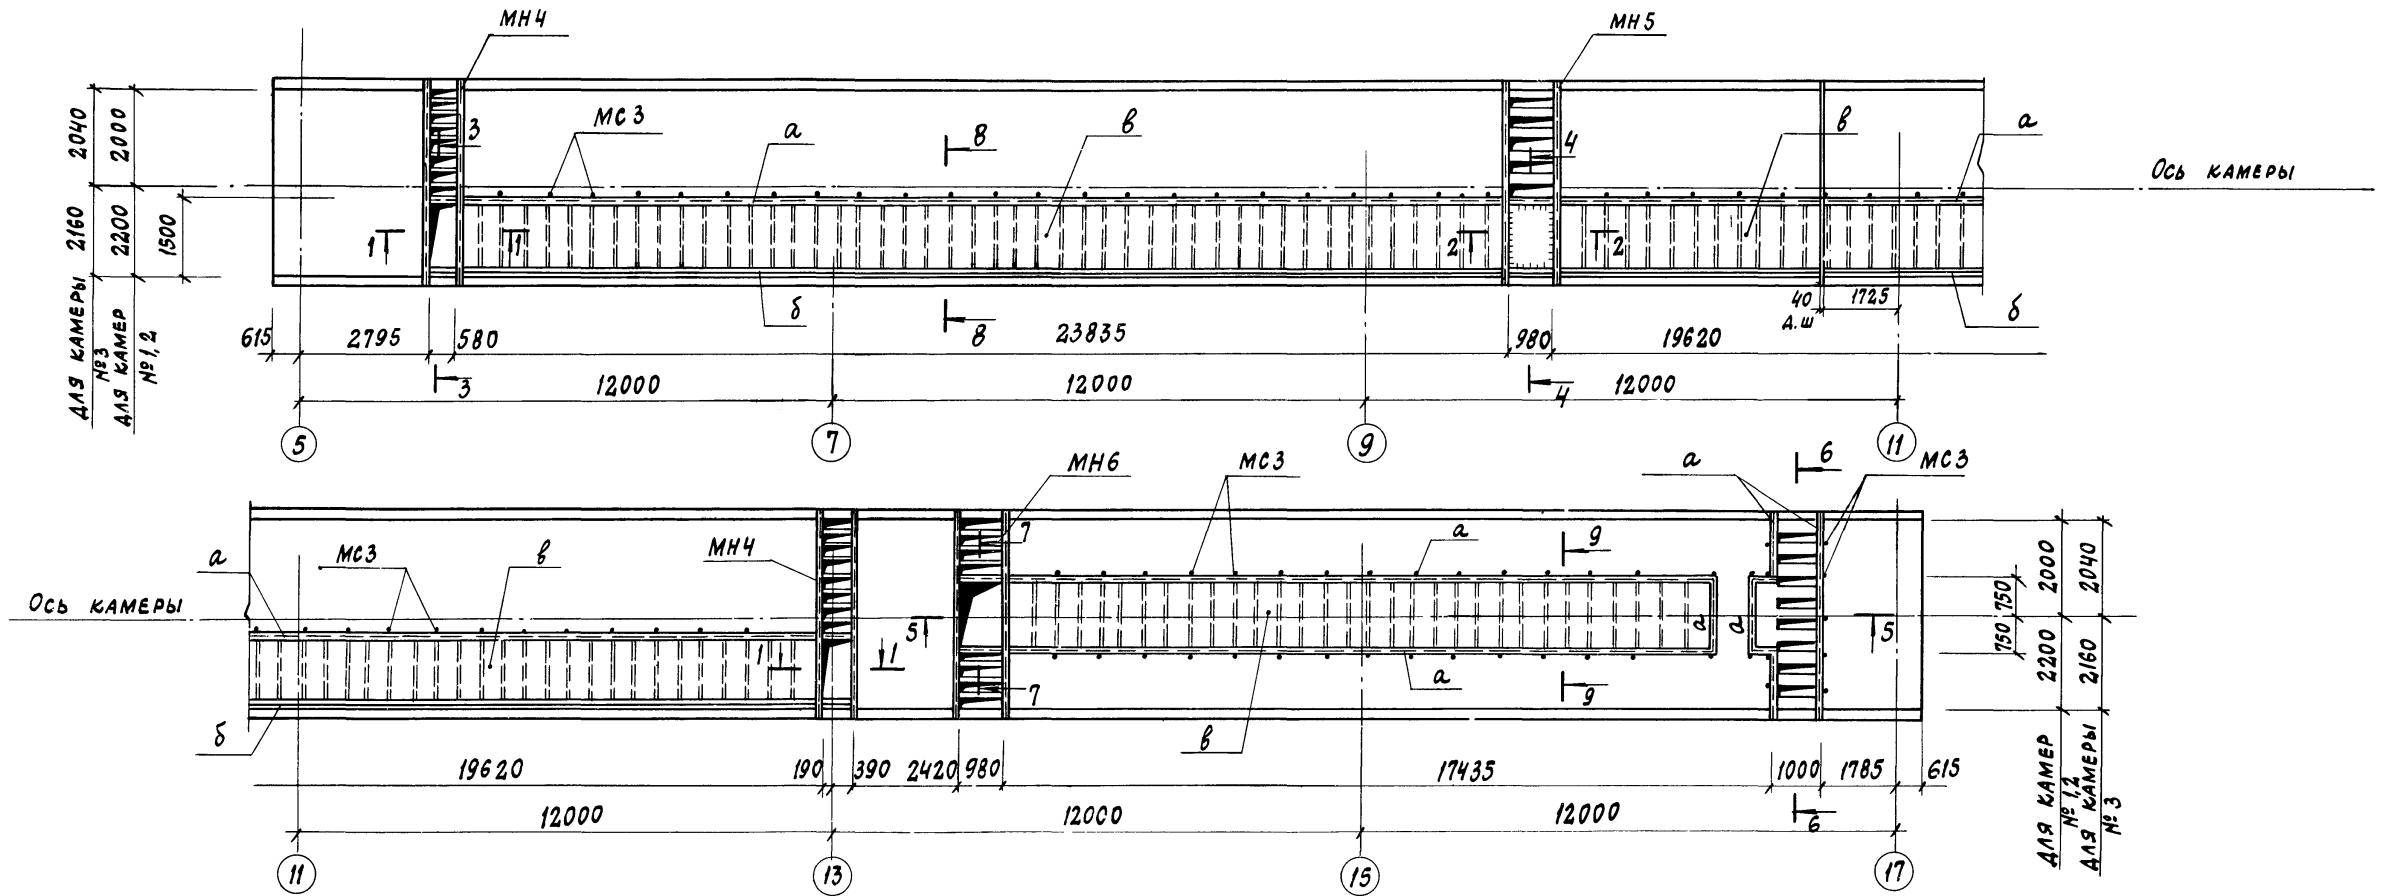 МН4
МН5
МС3
а
в
8
3
4
в
а
Ось камеры
2040
2000
2160
2200
1500
для камеры №3
для камер №1,2
1
1
2
2
б
8
40
д.ш
1725
б
615
2795
580
23835
980
19620
3
4
12000
12000
12000
5
7
9
11
МН6
МС3
а
6
МС3
а
МС3
в
МН4
7
а
9
Ось камеры
5
1
1
а
а
5
750
750
2000
2040
2200
2160
7
а
9
б
в
19620
190
390
2420
980
17435
1000
1785
615
12000
12000
12000
6
для камер №1,2
для камеры №3
11
13
15
17